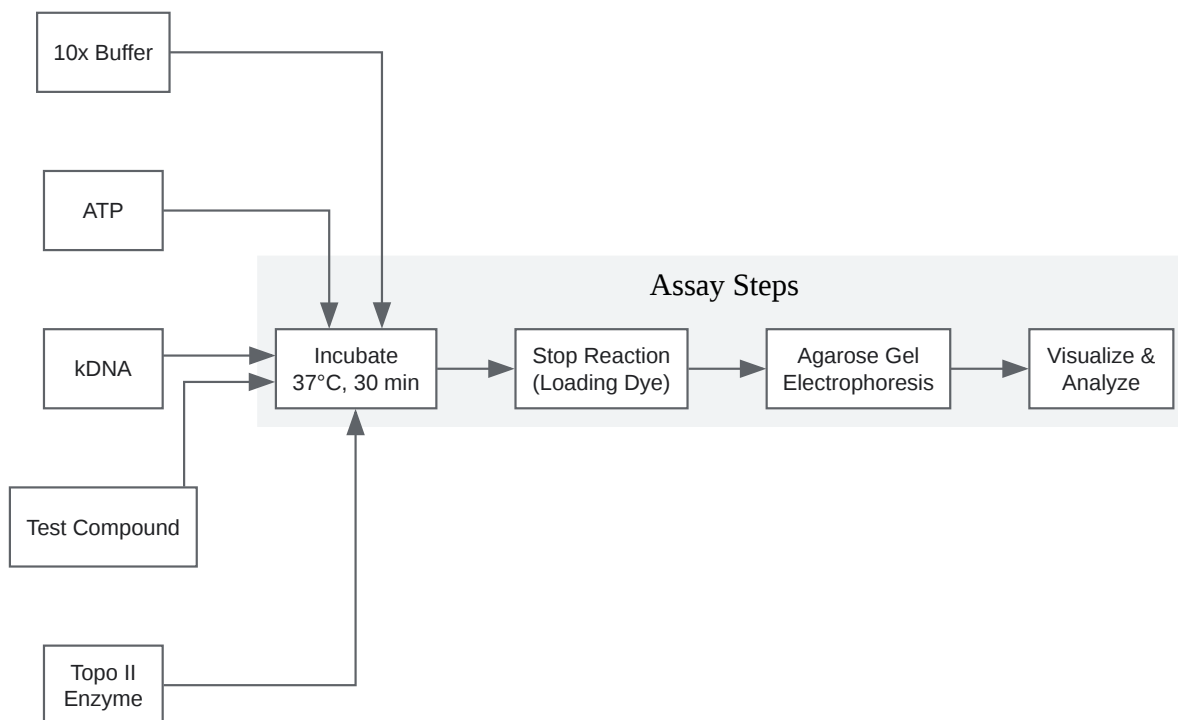 10x Buffer
ATP
Assay Steps
kDNA
Incubate
37°C, 30 min
Stop Reaction
(Loading Dye)
Agarose Gel
Electrophoresis
Visualize &
Analyze
Test Compound
Topo II
Enzyme